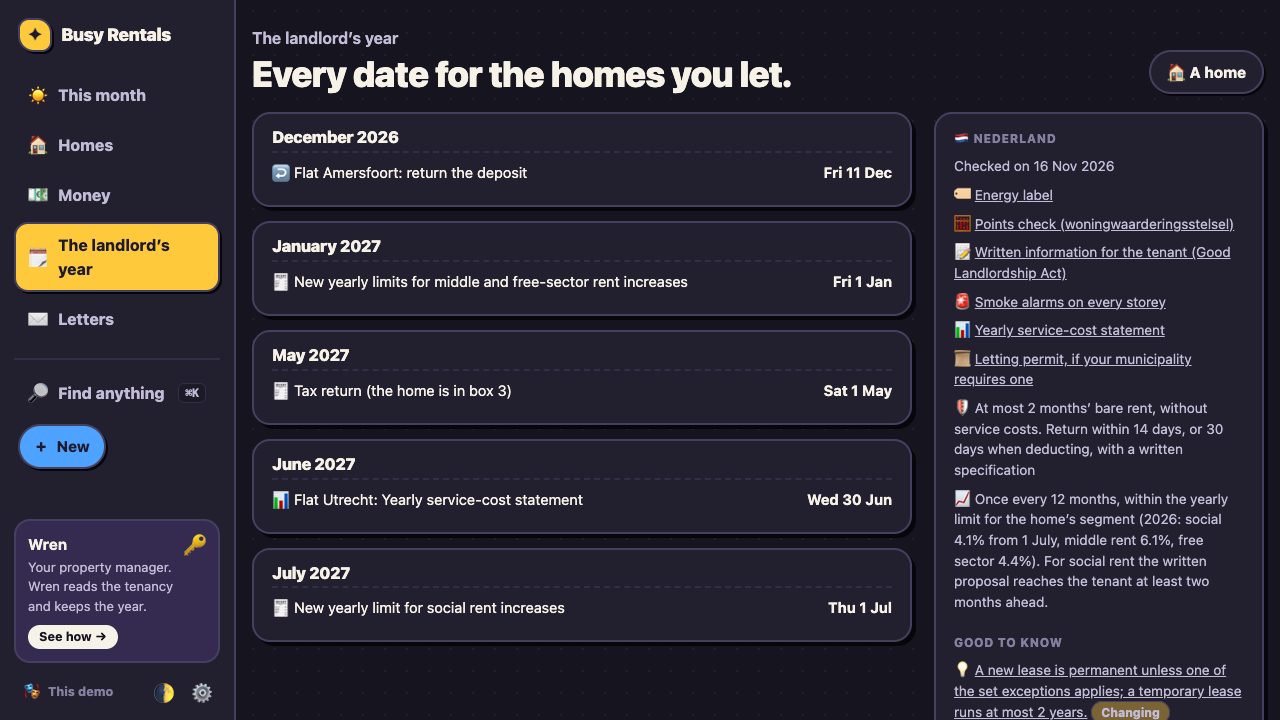 Busy Rentals
This month
Homes
Money
The landlord's
year
Letters
Find anything ⌘K
+ New
Wren
Your property manager.
Wren reads the tenancy
and keeps the year.
See how →
This demo
The landlord's year
Every date for the homes you let.
A home
December 2026
Flat Amersfoort: return the deposit Fri 11 Dec
January 2027
New yearly limits for middle and free-sector rent increases Fri 1 Jan
May 2027
Tax return (the home is in box 3) Sat 1 May
June 2027
Flat Utrecht: Yearly service-cost statement Wed 30 Jun
July 2027
New yearly limit for social rent increases Thu 1 Jul
NEDERLAND
Checked on 16 Nov 2026
Energy label
Points check (woningwaarderingsstelsel)
Written information for the tenant (Good
Landlordship Act)
Smoke alarms on every storey
Yearly service-cost statement
Letting permit, if your municipality
requires one
At most 2 months' bare rent, without
service costs. Return within 14 days, or 30
days when deducting, with a written
specification
Once every 12 months, within the yearly
limit for the home's segment (2026: social
4.1% from 1 July, middle rent 6.1%, free
sector 4.4%). For social rent the written
proposal reaches the tenant at least two
months ahead.
GOOD TO KNOW
A new lease is permanent unless one of
the set exceptions applies; a temporary lease
runs at most 2 years. Changing